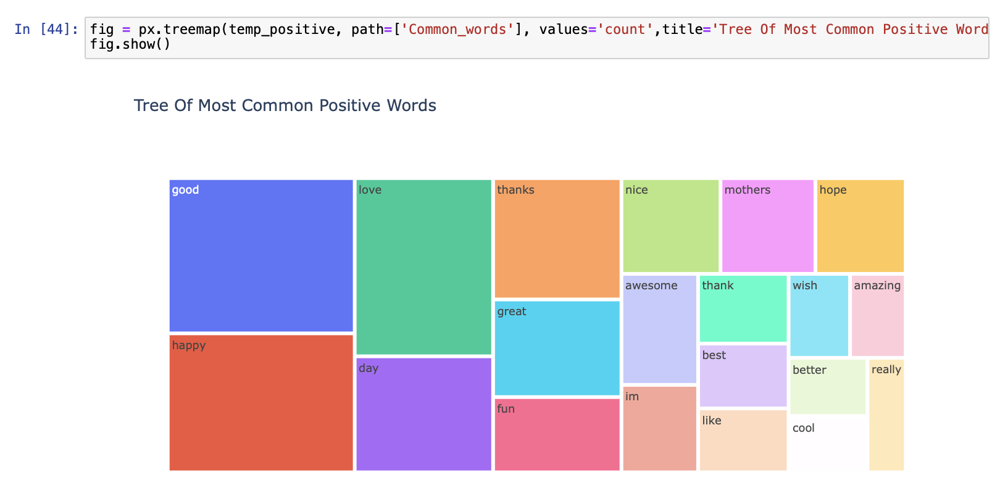 In [44]: fig = px.treemap(temp_positive, path=['Common_words'], values='count',title='Tree Of Most Common Positive Word
fig.show()
Tree Of Most Common Positive Words
good
love
thanks
nice
mothers
hope
awesome
thank
wish
amazing
great
happy
best
day
better
really
im
fun
like
cool